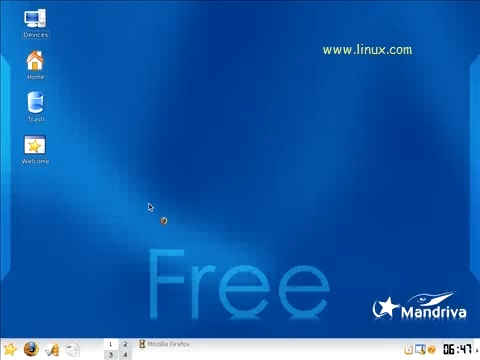 Devices
www.linux.com
Home
Trash
Welcome
Free
Mandriva
1 2
3 4
Mozilla Firefox
06:47